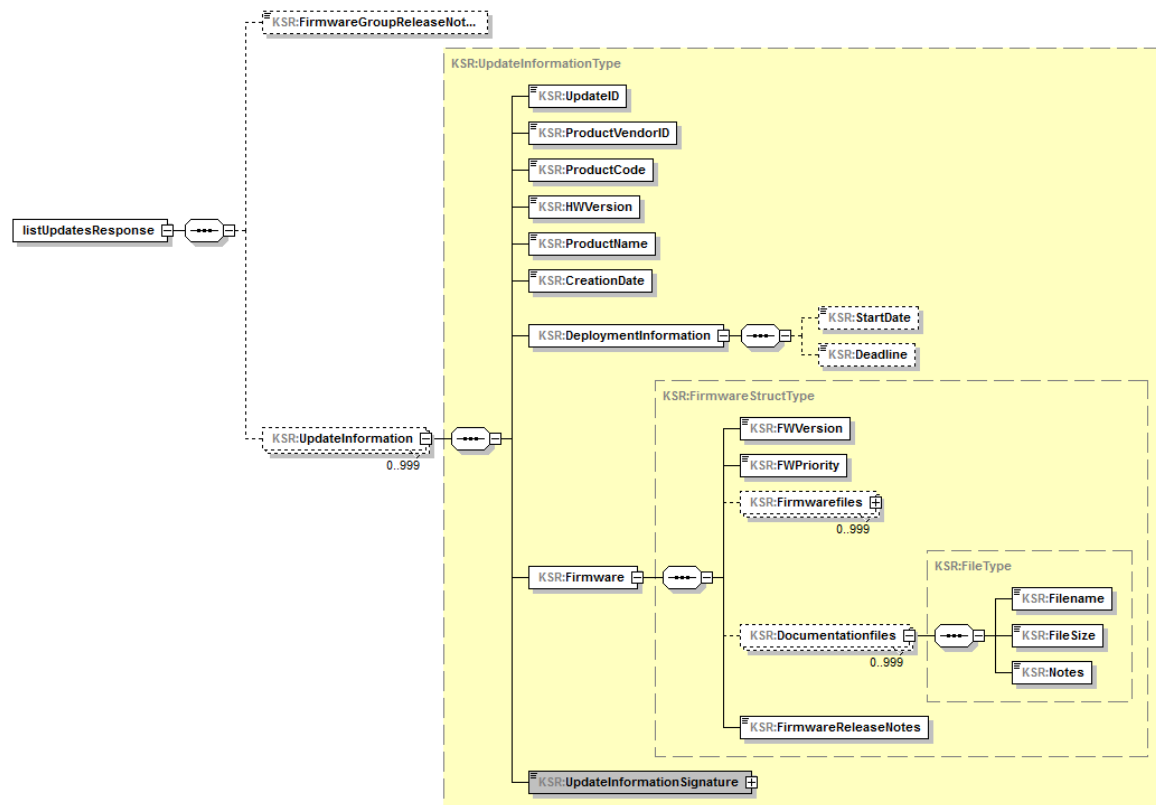 KSR:FirmwareGroupReleaseNot...
KSR:UpdateInformationType
KSR:UpdateID
KSR:ProductVendorID
KSR:ProductCode
KSR:HWVersion
listUpdatesResponse
KSR:ProductName
KSR:CreationDate
KSR:StartDate
KSR:DeploymentInformation
KSR:Deadline
KSR:FirmwareStructType
KSR:FWVersion
KSR:UpdateInformation
0..999
KSR:FWPriority
KSR:Firmwarefiles
0..999
KSR:FileType
KSR:Firmware
KSR:Filename
KSR:Documentationfiles
KSR:FileSize
0..999
KSR:Notes
KSR:FirmwareReleaseNotes
KSR:UpdateInformationSignature